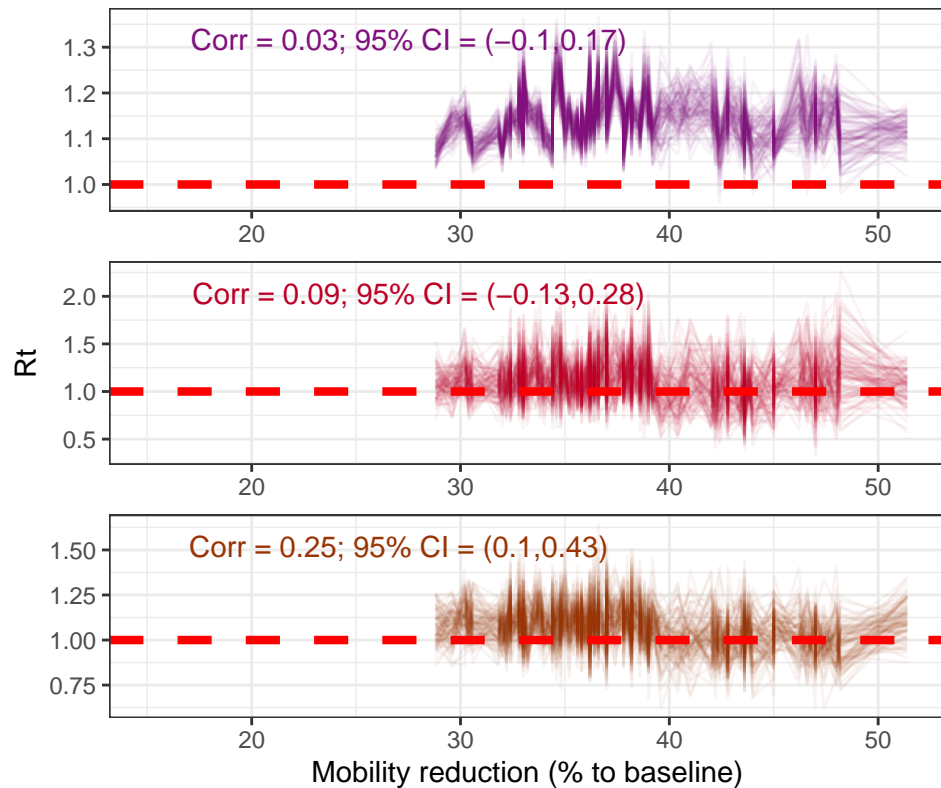 Corr = 0.03; 95% CI = (−0.1,0.17)
1.3
1.2
1.1
1.0
20 30 40 50
Corr = 0.09; 95% CI = (−0.13,0.28)
2.0
1.5
1.0
0.5
Rt
20 30 40 50
Corr = 0.25; 95% CI = (0.1,0.43)
1.50
1.25
1.00
0.75
20 30 40 50
Mobility reduction (% to baseline)